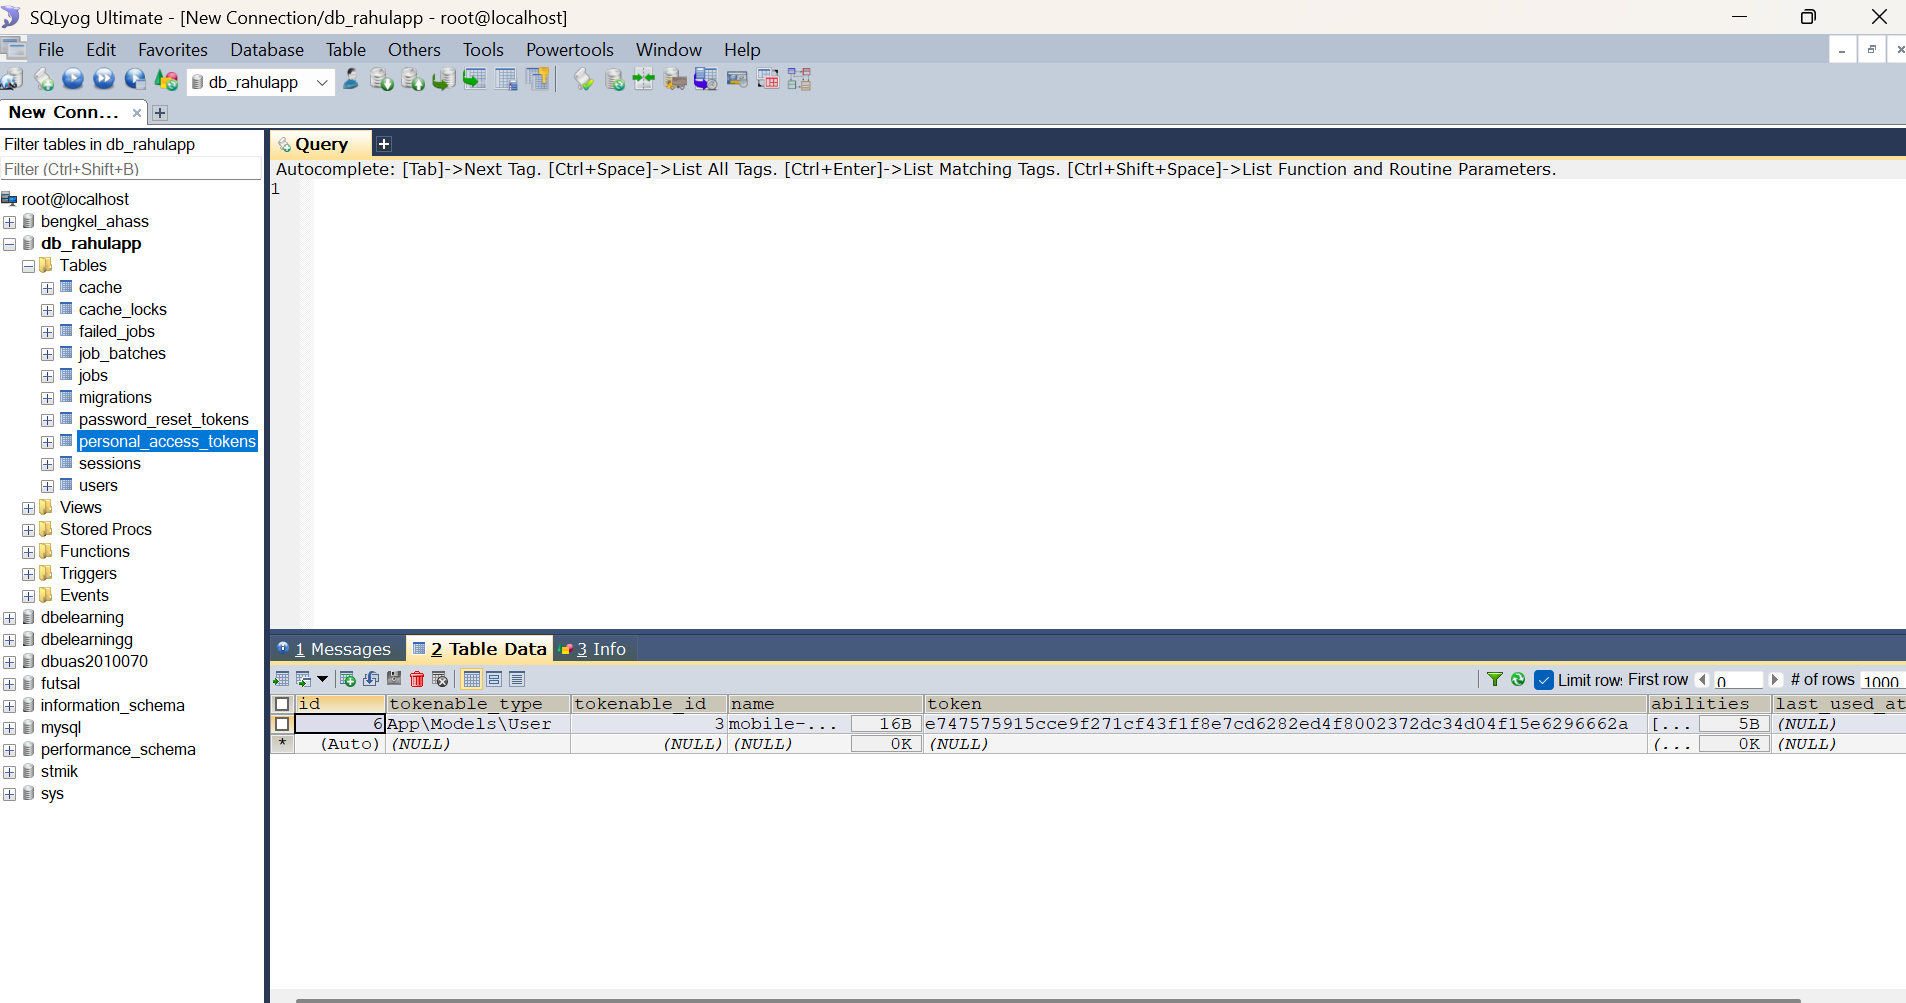 SQLyog Ultimate - [New Connection/db_rahulapp - root@localhost]
File Edit Favorites Database Table Others Tools Powertools Window Help
db_rahulapp
New Conn...
Filter tables in db_rahulapp
Filter (Ctrl+Shift+B)
root@localhost
bengkel_ahass
db_rahulapp
Tables
cache
cache_locks
failed_jobs
job_batches
jobs
migrations
password_reset_tokens
personal_access_tokens
sessions
users
Views
Stored Procs
Functions
Triggers
Events
dbelearning
dbelearningg
dbuas2010070
futsal
information_schema
mysql
performance_schema
stmik
sys
Query
Autocomplete: [Tab]->Next Tag. [Ctrl+Space]->List All Tags. [Ctrl+Enter]->List Matching Tags. [Ctrl+Shift+Space]->List Function and Routine Parameters.
1
1 Messages 2 Table Data 3 Info
Limit row: First row 0 # of rows 1000
id tokenable_type tokenable_id name token abilities last_used_at
6 App\Models\User 3 mobile-... 16B e747575915cce9f271cf43f1f8e7cd6282ed4f8002372dc34d04f15e6296662a [... 5B (NULL)
* (Auto) (NULL) (NULL) (NULL) 0K (NULL) (... 0K (NULL)